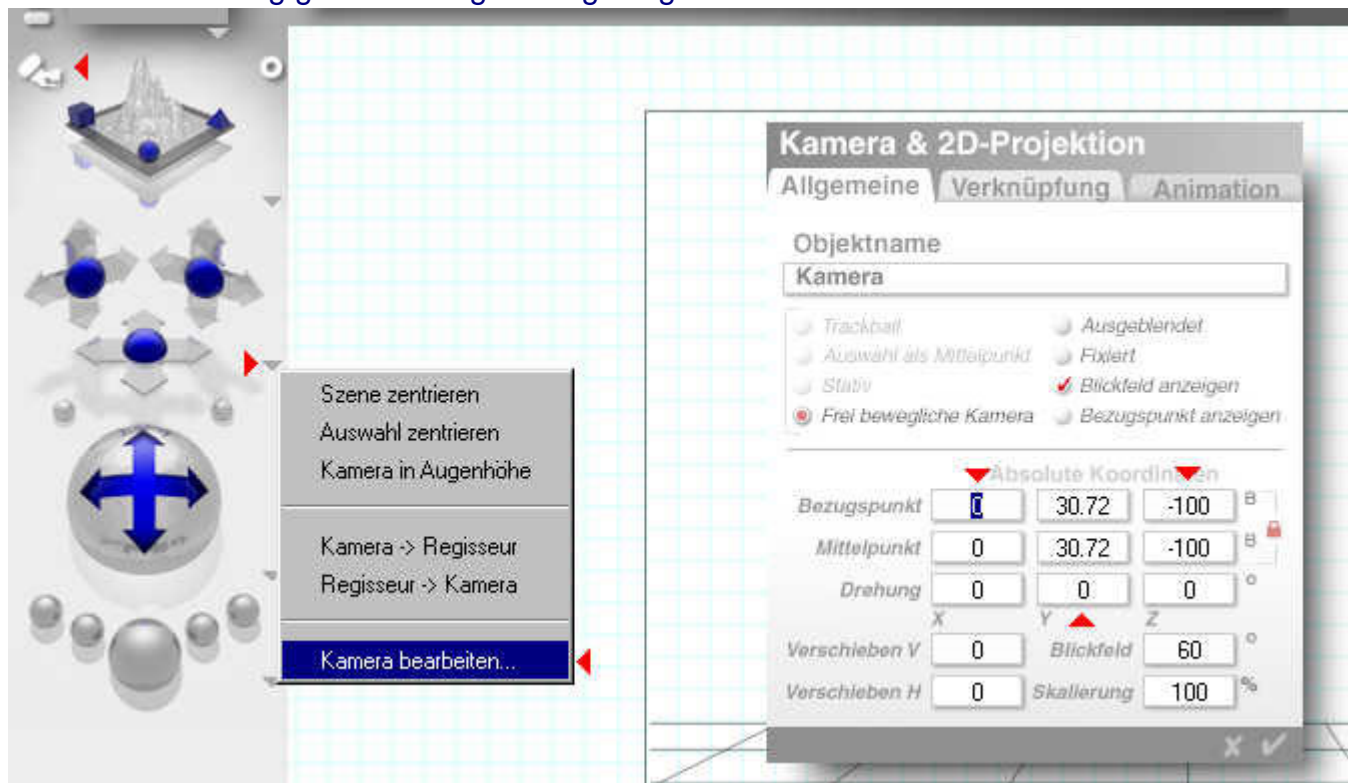 Szene zentrieren
Auswahl zentrieren
Kamera in Augenhöhe
Kamera -> Regisseur
Regisseur -> Kamera
Kamera bearbeiten...
Kamera & 2D-Projektion
Allgemeine Verknüpfung Animation
Objektname
Kamera
Trackball Ausgeblendet
Auswahl als Mittelpunkt Fixiert
Stativ Blickfeld anzeigen
Frei bewegliche Kamera Bezugspunkt anzeigen
Absolute Koordinaten
Bezugspunkt 0 30.72 -100 B
Mittelpunkt 0 30.72 -100 B
Drehung 0 0 0 °
X Y Z
Verschieben V 0 Blickfeld 60 °
Verschieben H 0 Skalierung 100 %